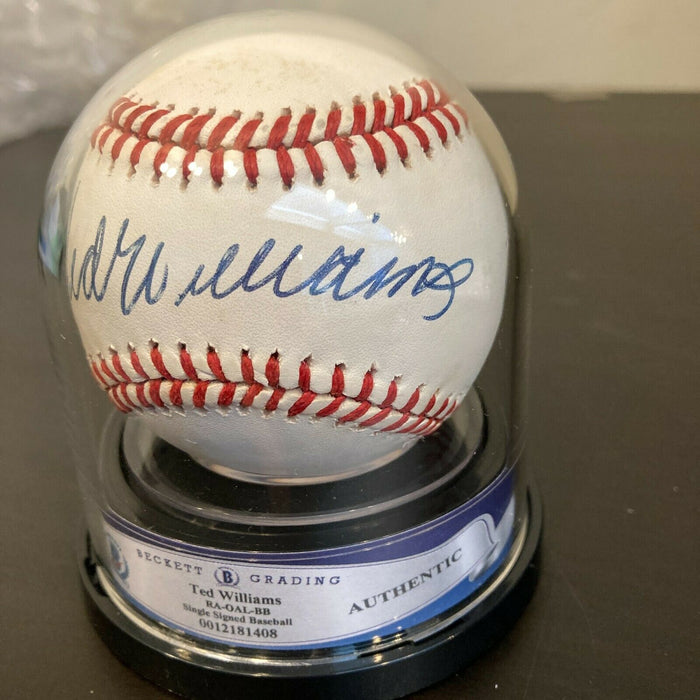 Ted Williams
BECKETT B GRADING
Ted Williams
RA-OAL-BB
Single Signed Baseball
0012181408
AUTHENTIC